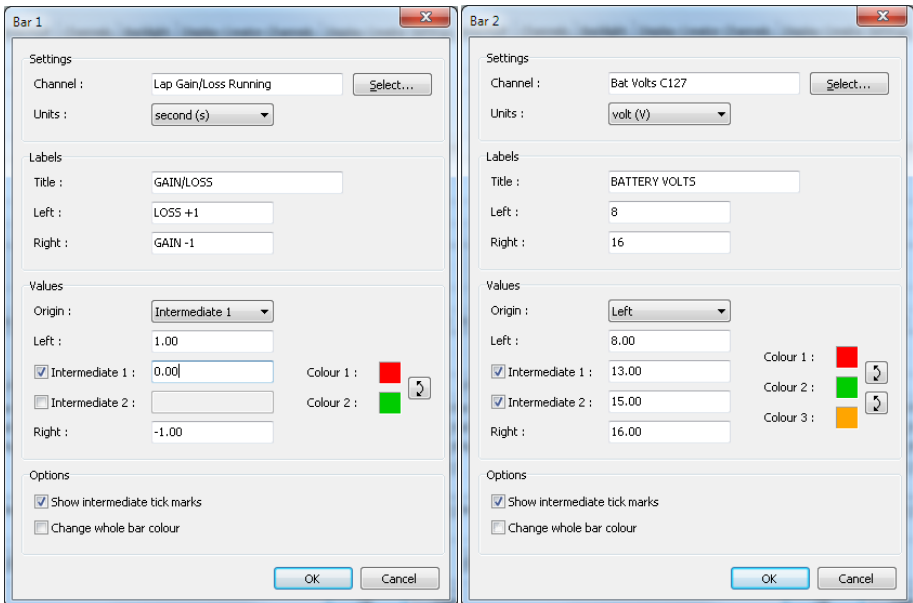 Bar 1
Settings
Channel : Lap Gain/Loss Running Select...
Units : second (s)
Labels
Title : GAIN/LOSS
Left : LOSS +1
Right : GAIN -1
Values
Origin : Intermediate 1
Left : 1.00
Intermediate 1 : 0.00 Colour 1 :
Intermediate 2 : Colour 2 :
Right : -1.00
Options
Show intermediate tick marks
Change whole bar colour
OK Cancel
Bar 2
Settings
Channel : Bat Volts C127 Select...
Units : volt (V)
Labels
Title : BATTERY VOLTS
Left : 8
Right : 16
Values
Origin : Left
Left : 8.00
Colour 1 :
Intermediate 1 : 13.00
Colour 2 :
Intermediate 2 : 15.00
Colour 3 :
Right : 16.00
Options
Show intermediate tick marks
Change whole bar colour
OK Cancel